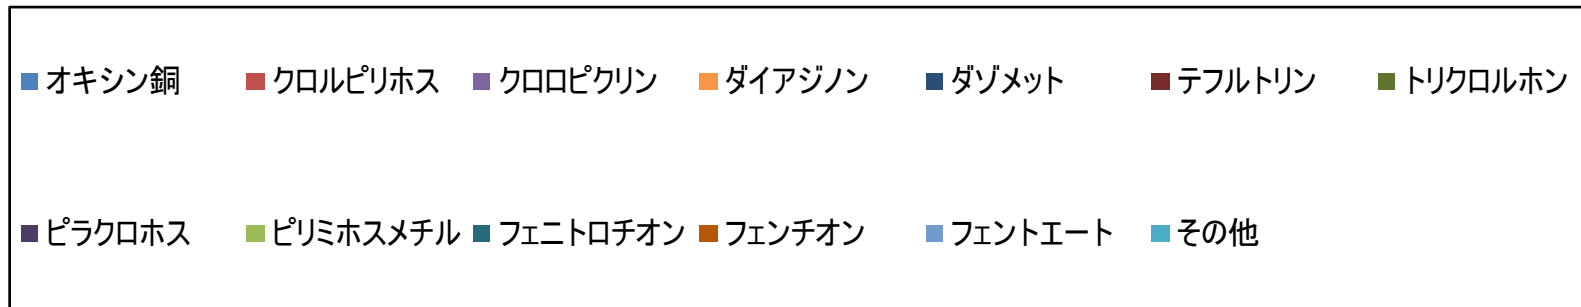 オキシン銅 クロルピリホス クロロピクリン ダイアジノン ダゾメット テフルトリン トリクロルホン
ピラクロホス ピリミホスメチル フェニトロチオン フェンチオン フェントエート その他